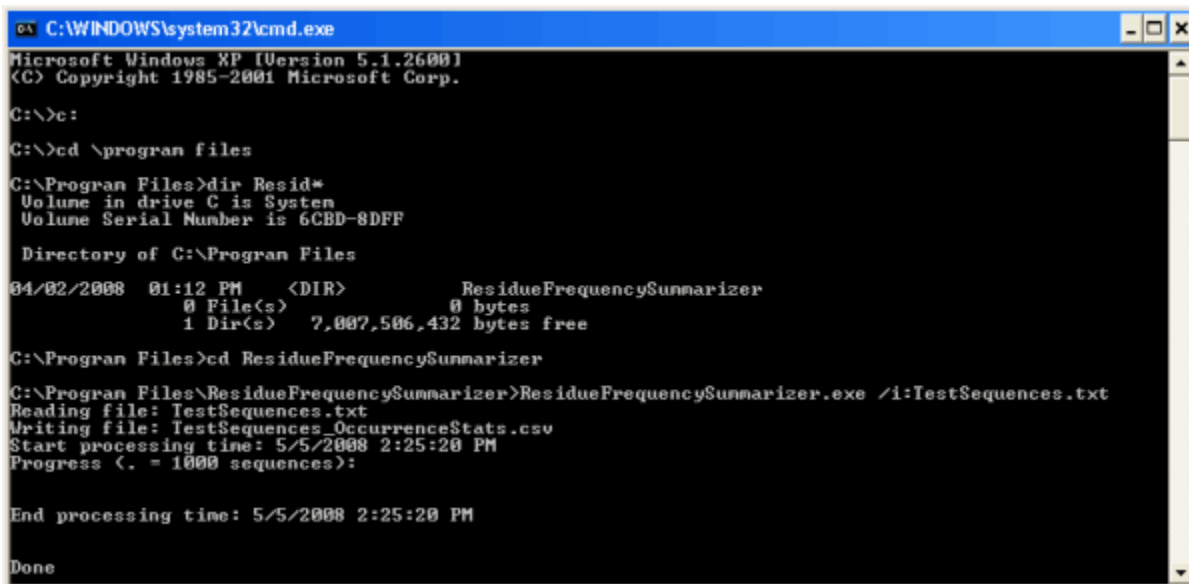 C:\WINDOWS\system32\cmd.exe
Microsoft Windows XP [Version 5.1.2600]
(C) Copyright 1985-2001 Microsoft Corp.
C:\>c:
C:\>cd \program files
C:\Program Files>dir Resid*
Volume in drive C is System
Volume Serial Number is 6CBD-8DFF
Directory of C:\Program Files
04/02/2008  01:12 PM    <DIR>          ResidueFrequencySummarizer
0 File(s)              0 bytes
1 Dir(s)   7,007,506,432 bytes free
C:\Program Files>cd ResidueFrequencySummarizer
C:\Program Files\ResidueFrequencySummarizer>ResidueFrequencySummarizer.exe /i:TestSequences.txt
Reading file: TestSequences.txt
Writing file: TestSequences_OccurrenceStats.csv
Start processing time: 5/5/2008 2:25:20 PM
Progress (. = 1000 sequences):
End processing time: 5/5/2008 2:25:20 PM
Done